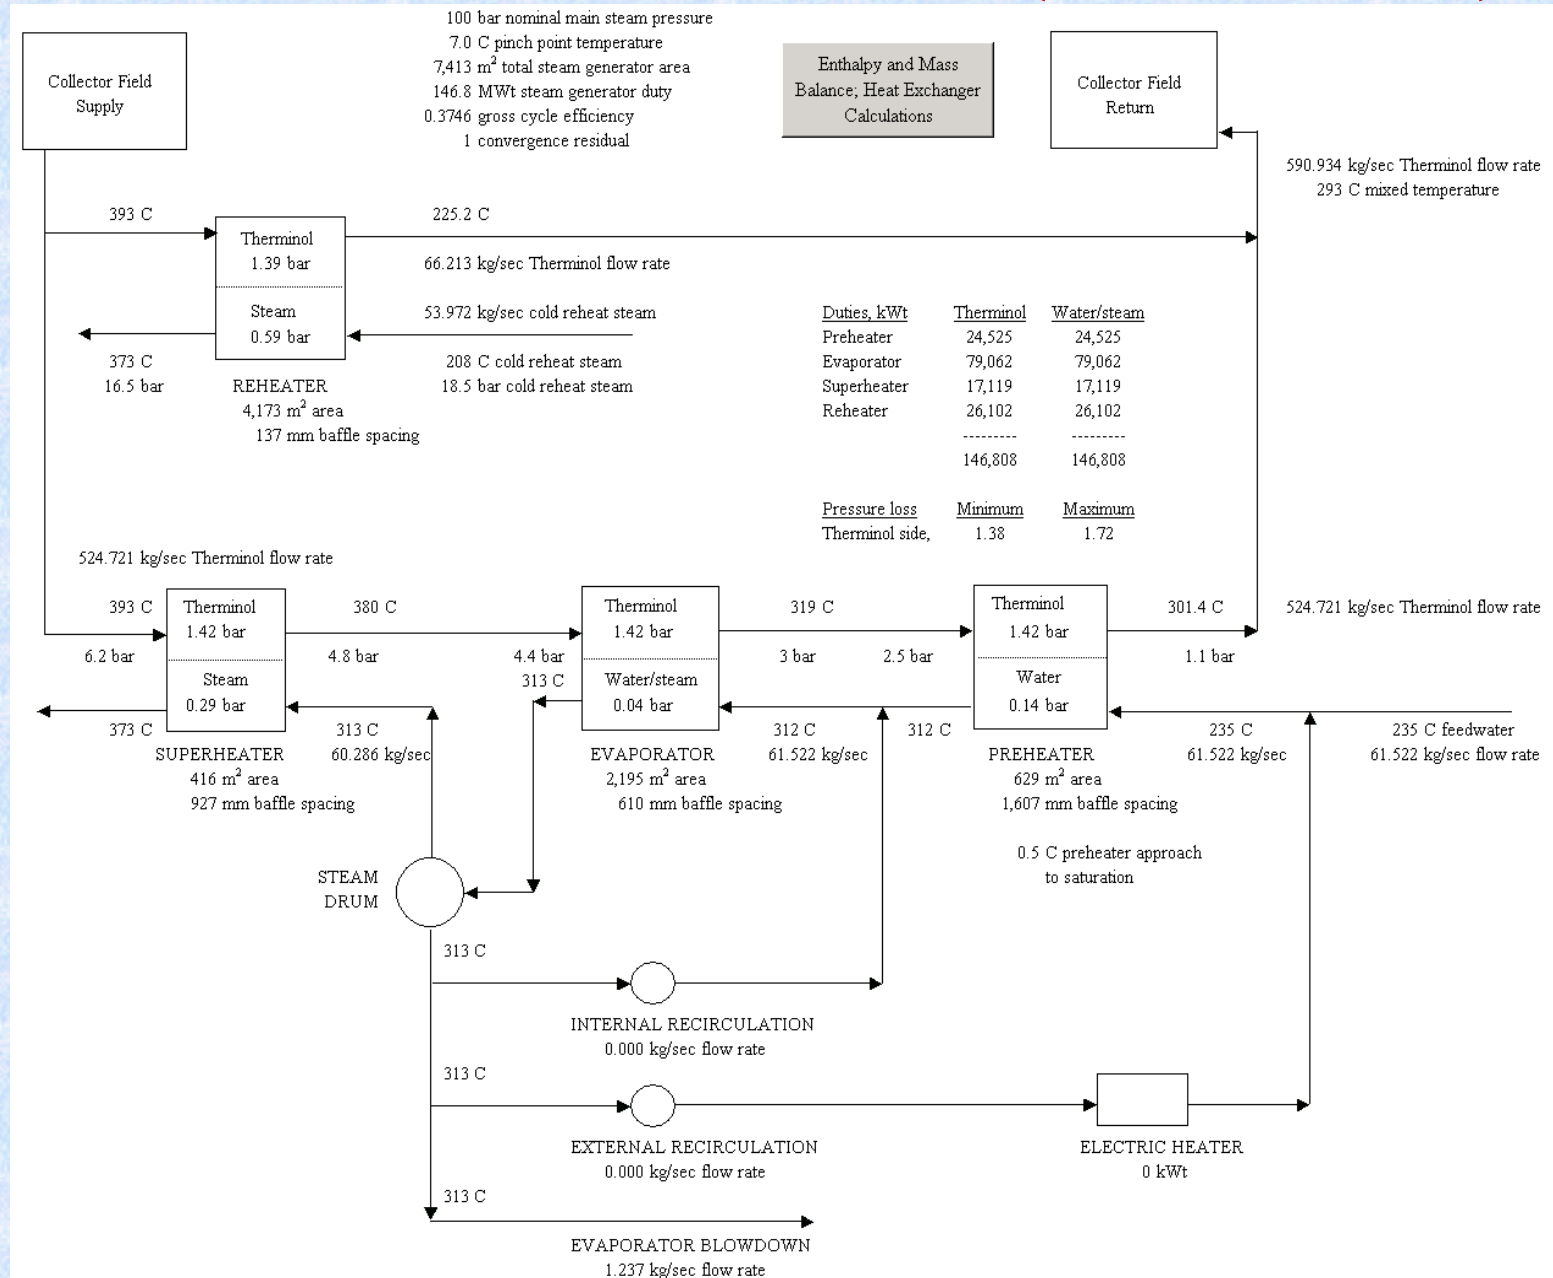 100 bar nominal main steam pressure
7.0 C pinch point temperature
7,413 m² total steam generator area
146.8 MWt steam generator duty
0.3746 gross cycle efficiency
1 convergence residual
Collector Field
Supply
Enthalpy and Mass
Balance; Heat Exchanger
Calculations
Collector Field
Return
590.934 kg/sec Therminol flow rate
293 C mixed temperature
393 C
225.2 C
Therminol
1.39 bar
66.213 kg/sec Therminol flow rate
Steam
0.59 bar
53.972 kg/sec cold reheat steam
373 C
16.5 bar
208 C cold reheat steam
18.5 bar cold reheat steam
REHEATER
4,173 m² area
137 mm baffle spacing
Duties, kWt Therminol Water/steam
Preheater 24,525 24,525
Evaporator 79,062 79,062
Superheater 17,119 17,119
Reheater 26,102 26,102
--------- ---------
146,808 146,808
Pressure loss Minimum Maximum
Therminol side, 1.38 1.72
524.721 kg/sec Therminol flow rate
393 C
6.2 bar
Therminol
1.42 bar
Steam
0.29 bar
380 C
4.8 bar
4.4 bar
373 C
313 C
60.286 kg/sec
SUPERHEATER
416 m² area
927 mm baffle spacing
Therminol
1.42 bar
Water/steam
0.04 bar
313 C
319 C
3 bar
2.5 bar
312 C
61.522 kg/sec
312 C
EVAPORATOR
2,195 m² area
610 mm baffle spacing
Therminol
1.42 bar
Water
0.14 bar
301.4 C
1.1 bar
524.721 kg/sec Therminol flow rate
235 C
61.522 kg/sec
235 C feedwater
61.522 kg/sec flow rate
PREHEATER
629 m² area
1,607 mm baffle spacing
0.5 C preheater approach
to saturation
STEAM
DRUM
313 C
INTERNAL RECIRCULATION
0.000 kg/sec flow rate
313 C
EXTERNAL RECIRCULATION
0.000 kg/sec flow rate
ELECTRIC HEATER
0 kWt
313 C
EVAPORATOR BLOWDOWN
1.237 kg/sec flow rate